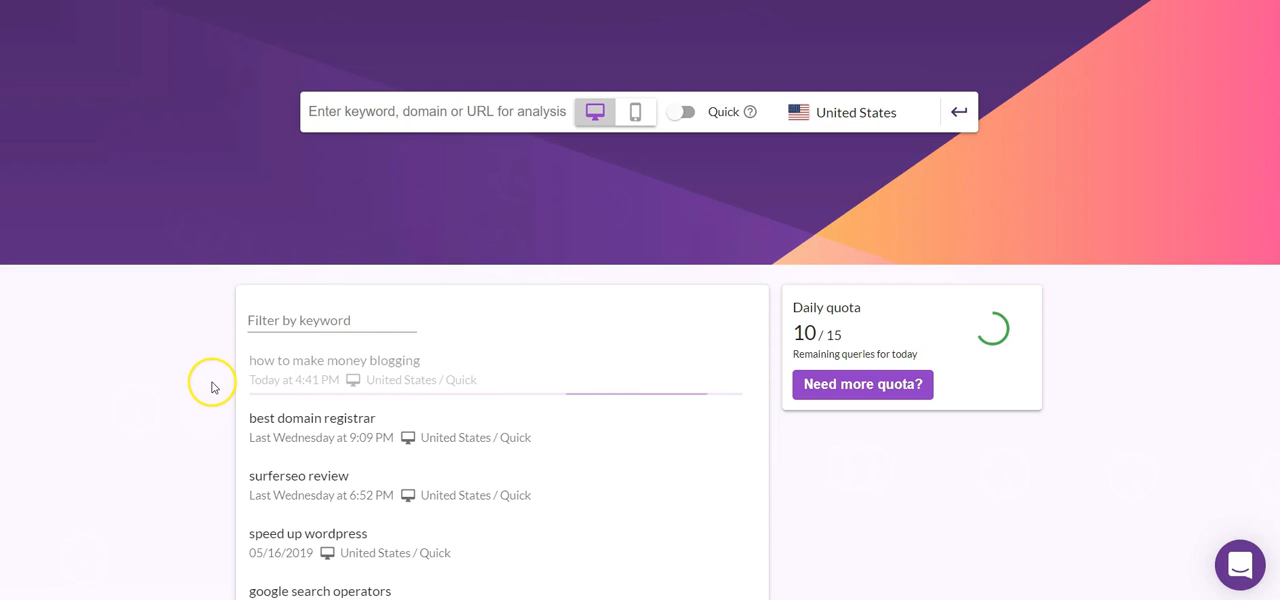 Enter keyword, domain or URL for analysis Quick United States
Filter by keyword
how to make money blogging
Today at 4:41 PM United States / Quick
best domain registrar
Last Wednesday at 9:09 PM United States / Quick
surferseo review
Last Wednesday at 6:52 PM United States / Quick
speed up wordpress
05/16/2019 United States / Quick
google search operators
Daily quota
10 / 15
Remaining queries for today
Need more quota?